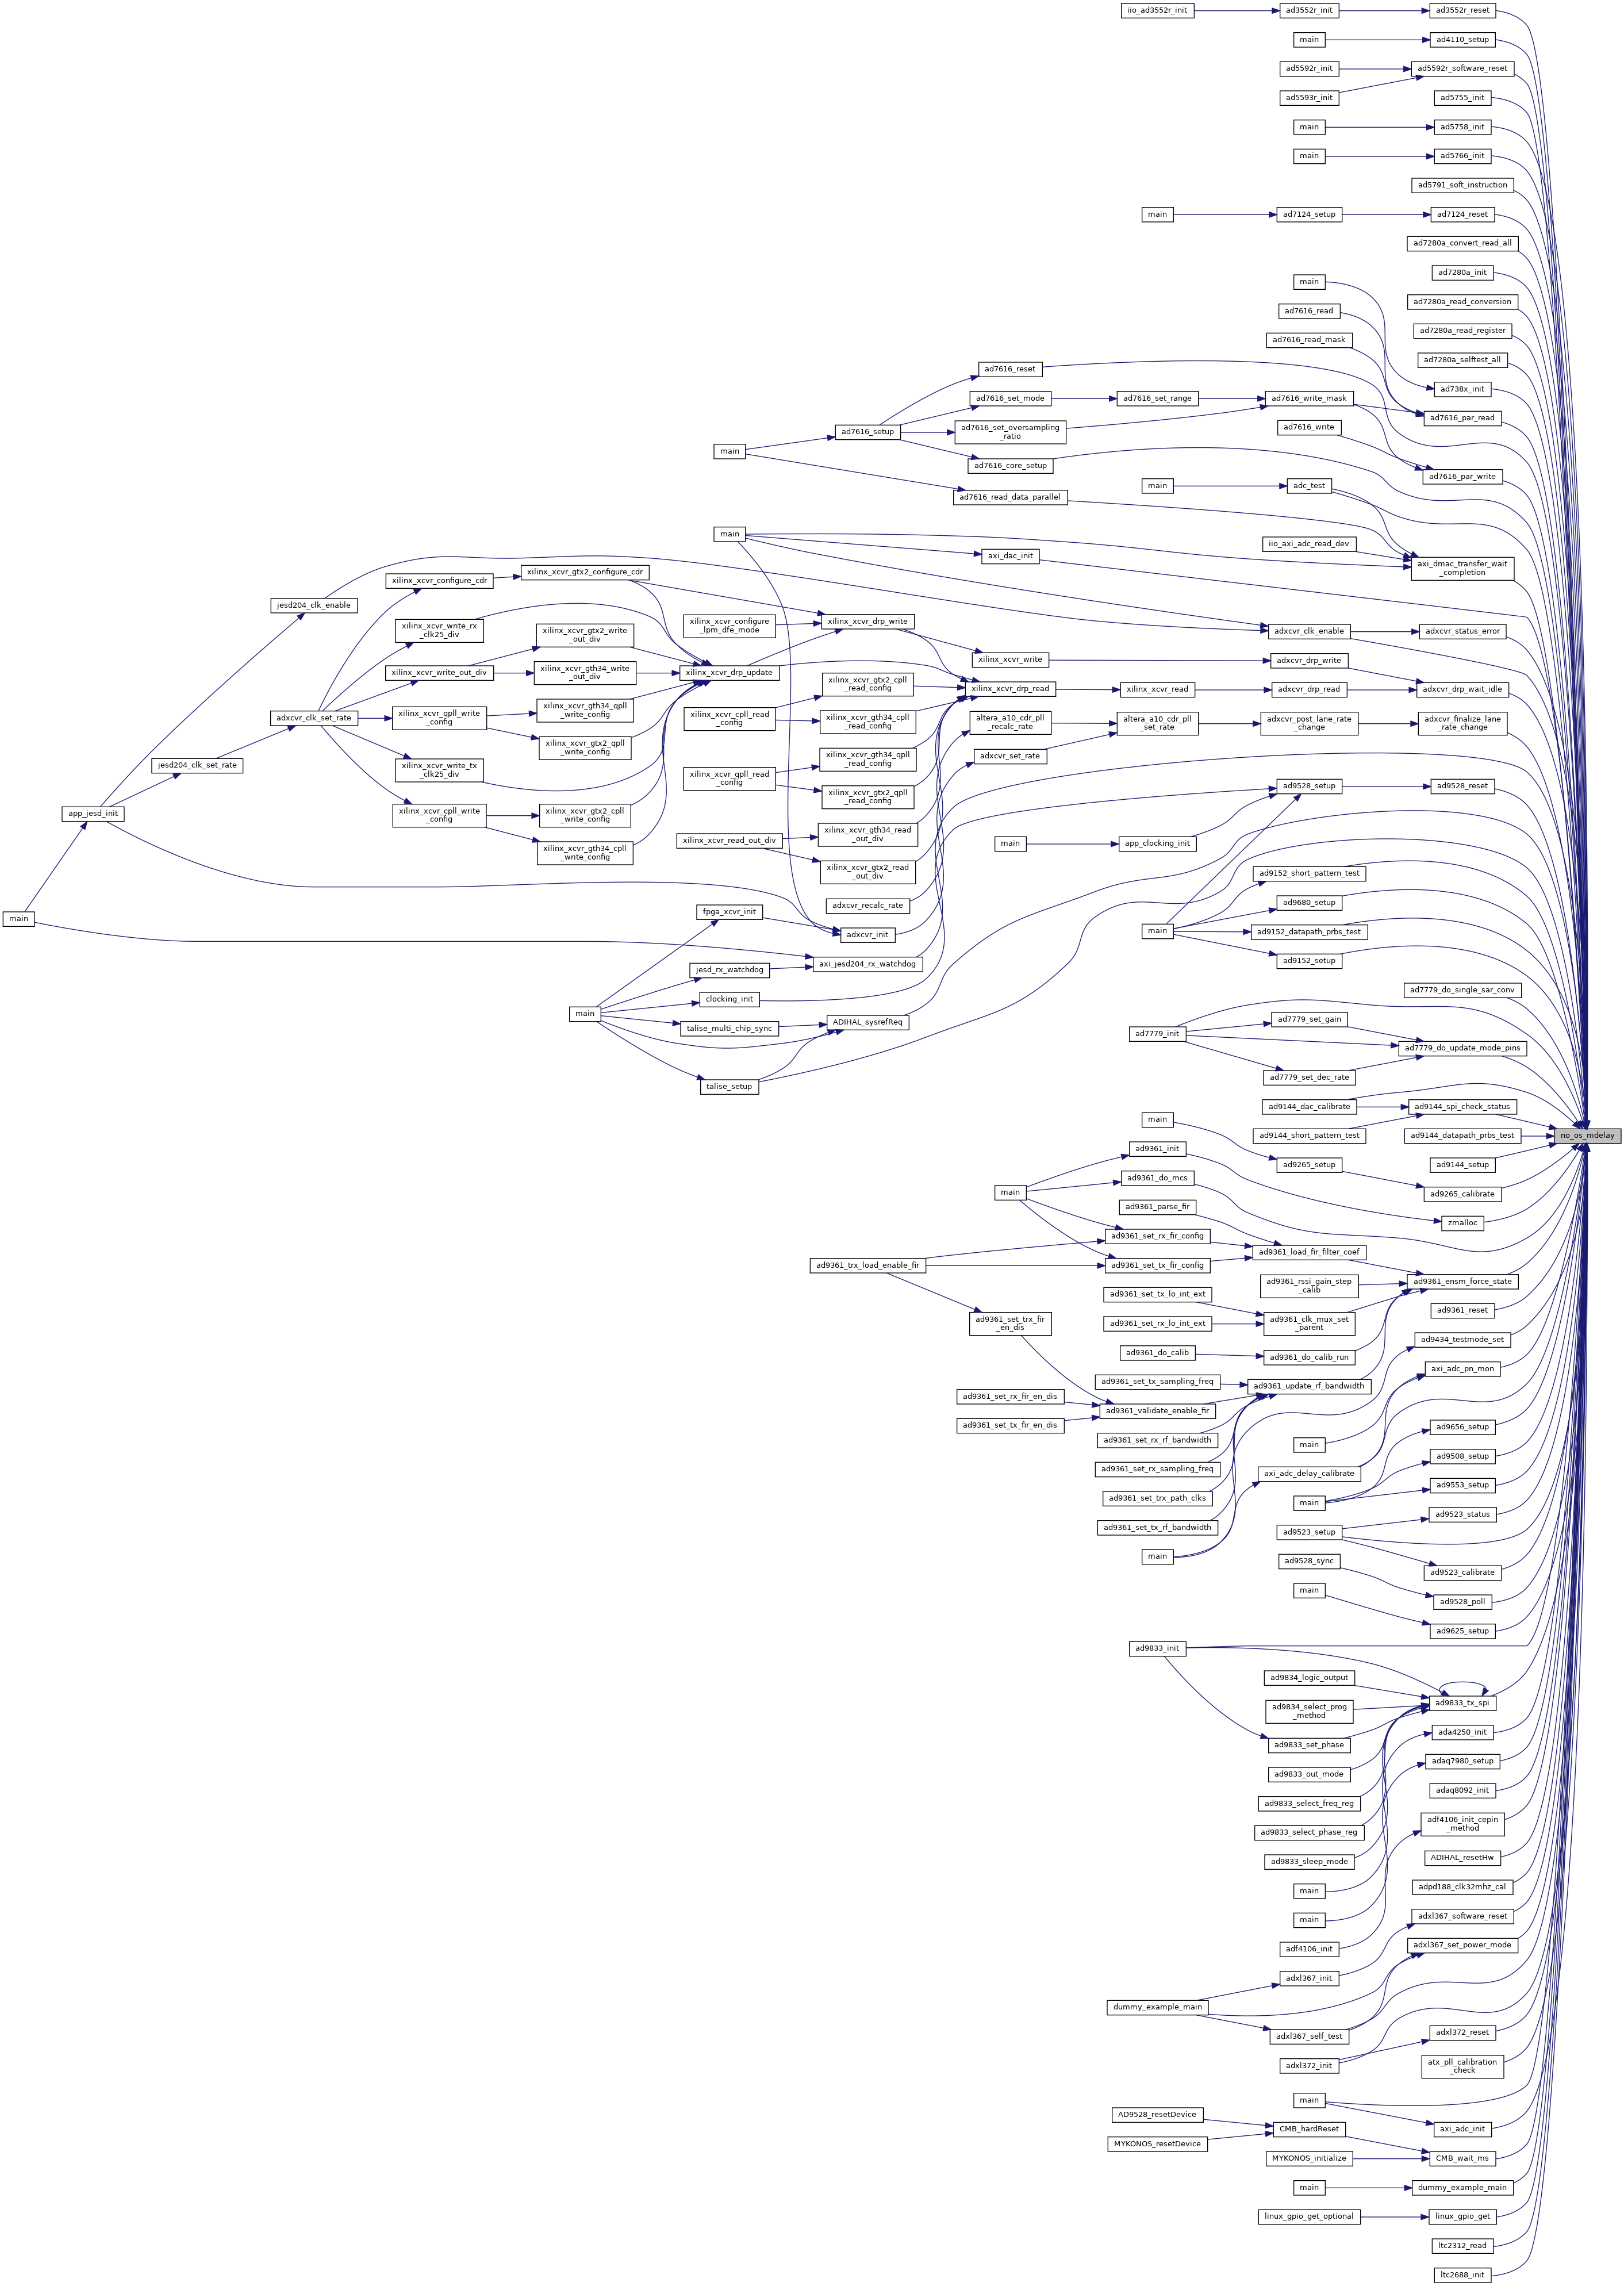 iio_ad3552r_init
ad3552r_init
ad3552r_reset
main
ad4110_setup
ad5592r_init
ad5592r_software_reset
ad5593r_init
ad5755_init
main
ad5758_init
main
ad5766_init
ad5791_soft_instruction
main
ad7124_setup
ad7124_reset
ad7280a_convert_read_all
ad7280a_init
main
ad7280a_read_conversion
ad7616_read
ad7280a_read_register
ad7616_read_mask
ad7280a_selftest_all
ad7616_reset
ad738x_init
ad7616_set_mode
ad7616_set_range
ad7616_write_mask
ad7616_par_read
ad7616_setup
ad7616_set_oversampling
_ratio
ad7616_write
main
ad7616_core_setup
ad7616_par_write
main
adc_test
ad7616_read_data_parallel
main
iio_axi_adc_read_dev
axi_dac_init
axi_dmac_transfer_wait
_completion
xilinx_xcvr_configure_cdr
xilinx_xcvr_gtx2_configure_cdr
jesd204_clk_enable
xilinx_xcvr_write_rx
_clk25_div
xilinx_xcvr_gtx2_write
_out_div
xilinx_xcvr_configure
_lpm_dfe_mode
xilinx_xcvr_drp_write
adxcvr_clk_enable
adxcvr_status_error
xilinx_xcvr_write
adxcvr_drp_write
xilinx_xcvr_write_out_div
xilinx_xcvr_gth34_write
_out_div
xilinx_xcvr_drp_update
xilinx_xcvr_gtx2_cpll
_read_config
xilinx_xcvr_drp_read
xilinx_xcvr_read
adxcvr_drp_read
adxcvr_drp_wait_idle
adxcvr_clk_set_rate
xilinx_xcvr_qpll_write
_config
xilinx_xcvr_gth34_qpll
_write_config
xilinx_xcvr_cpll_read
_config
xilinx_xcvr_gth34_cpll
_read_config
altera_a10_cdr_pll
_recalc_rate
altera_a10_cdr_pll
_set_rate
adxcvr_post_lane_rate
_change
adxcvr_finalize_lane
_rate_change
xilinx_xcvr_gtx2_qpll
_write_config
xilinx_xcvr_gth34_qpll
_read_config
adxcvr_set_rate
jesd204_clk_set_rate
xilinx_xcvr_write_tx
_clk25_div
xilinx_xcvr_qpll_read
_config
xilinx_xcvr_gtx2_qpll
_read_config
ad9528_setup
ad9528_reset
app_jesd_init
xilinx_xcvr_cpll_write
_config
xilinx_xcvr_gtx2_cpll
_write_config
xilinx_xcvr_gth34_read
_out_div
xilinx_xcvr_read_out_div
main
app_clocking_init
xilinx_xcvr_gth34_cpll
_write_config
xilinx_xcvr_gtx2_read
_out_div
ad9152_short_pattern_test
adxcvr_recalc_rate
ad9680_setup
main
fpga_xcvr_init
adxcvr_init
main
ad9152_datapath_prbs_test
jesd_rx_watchdog
axi_jesd204_rx_watchdog
ad9152_setup
clocking_init
ad7779_do_single_sar_conv
main
talise_multi_chip_sync
ADIHAL_sysrefReq
ad7779_set_gain
ad7779_init
ad7779_do_update_mode_pins
talise_setup
ad7779_set_dec_rate
ad9144_dac_calibrate
ad9144_spi_check_status
main
ad9144_short_pattern_test
ad9144_datapath_prbs_test
no_os_mdelay
ad9361_init
ad9265_setup
ad9144_setup
ad9361_do_mcs
main
ad9265_calibrate
ad9361_parse_fir
zmalloc
ad9361_set_rx_fir_config
ad9361_load_fir_filter_coef
ad9361_trx_load_enable_fir
ad9361_set_tx_fir_config
ad9361_rssi_gain_step
_calib
ad9361_ensm_force_state
ad9361_set_tx_lo_int_ext
ad9361_reset
ad9361_set_trx_fir
_en_dis
ad9361_set_rx_lo_int_ext
ad9361_clk_mux_set
_parent
ad9434_testmode_set
ad9361_do_calib
ad9361_do_calib_run
axi_adc_pn_mon
ad9361_set_tx_sampling_freq
ad9361_update_rf_bandwidth
ad9361_set_rx_fir_en_dis
ad9361_validate_enable_fir
ad9361_set_tx_fir_en_dis
ad9656_setup
ad9361_set_rx_rf_bandwidth
main
ad9508_setup
ad9361_set_rx_sampling_freq
axi_adc_delay_calibrate
ad9553_setup
ad9361_set_trx_path_clks
main
ad9523_status
ad9361_set_tx_rf_bandwidth
ad9523_setup
main
ad9528_sync
ad9523_calibrate
main
ad9528_poll
ad9625_setup
ad9833_init
ad9834_logic_output
ad9834_select_prog
_method
ad9833_tx_spi
ad9833_set_phase
ada4250_init
ad9833_out_mode
adaq7980_setup
ad9833_select_freq_reg
adaq8092_init
ad9833_select_phase_reg
adf4106_init_cepin
_method
ad9833_sleep_mode
ADIHAL_resetHw
main
adpd188_clk32mhz_cal
main
adxl367_software_reset
adf4106_init
adxl367_set_power_mode
adxl367_init
dummy_example_main
adxl367_self_test
adxl372_reset
adxl372_init
atx_pll_calibration
_check
main
AD9528_resetDevice
CMB_hardReset
axi_adc_init
MYKONOS_resetDevice
MYKONOS_initialize
CMB_wait_ms
main
dummy_example_main
linux_gpio_get_optional
linux_gpio_get
ltc2312_read
ltc2688_init